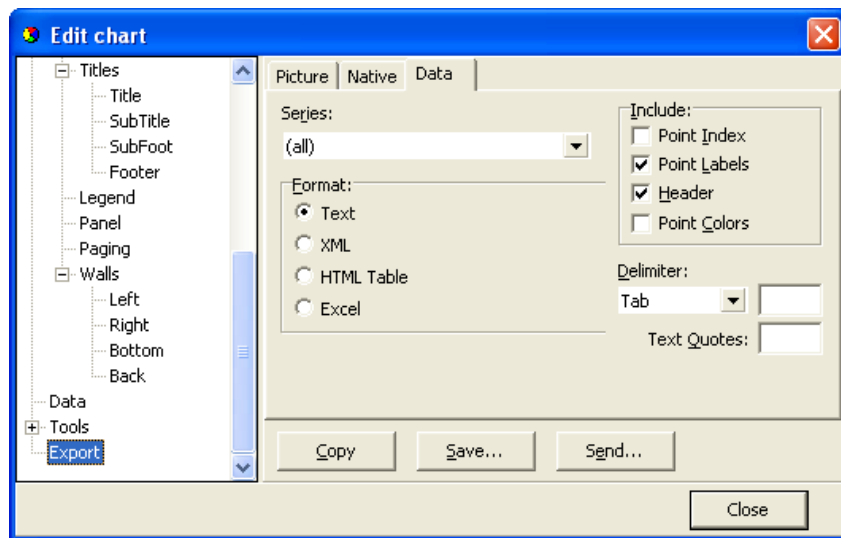 Edit chart
Titles
Title
SubTitle
SubFoot
Footer
Legend
Panel
Paging
Walls
Left
Right
Bottom
Back
Data
Tools
Export
Picture Native Data
Series:
(all)
Format:
Text
XML
HTML Table
Excel
Include:
Point Index
Point Labels
Header
Point Colors
Delimiter:
Tab
Text Quotes:
Copy Save... Send...
Close